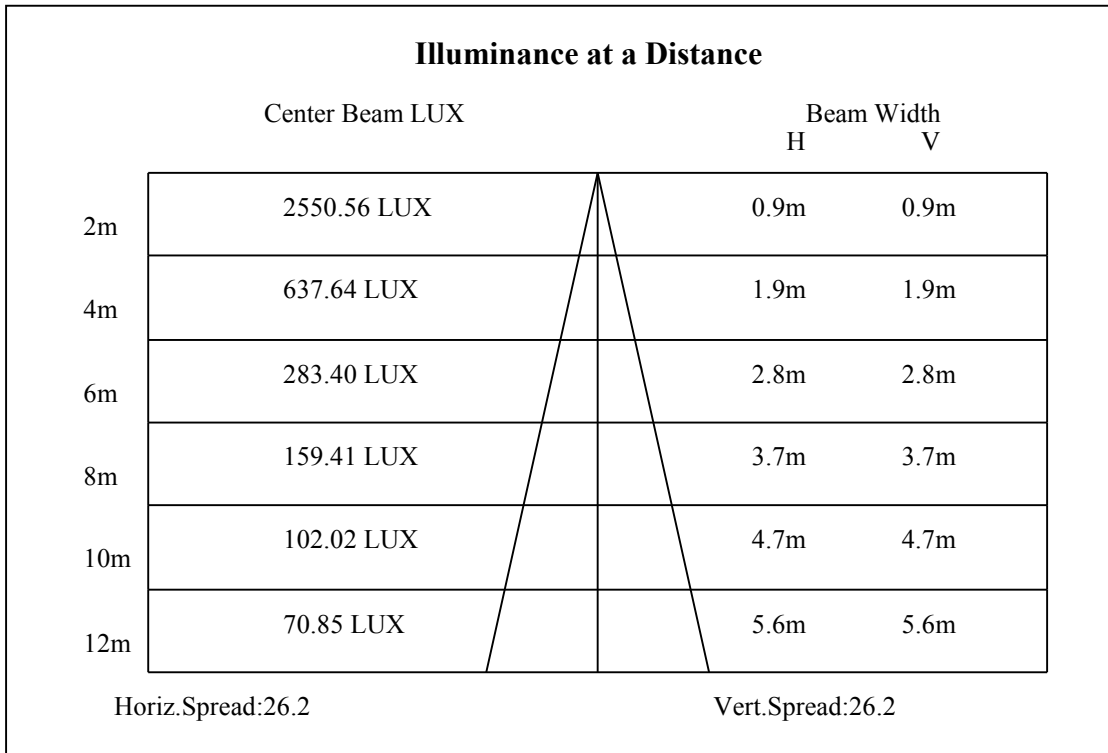 Illuminance at a Distance
Center Beam LUX Beam Width
H V
2m 2550.56 LUX 0.9m 0.9m
4m 637.64 LUX 1.9m 1.9m
6m 283.40 LUX 2.8m 2.8m
8m 159.41 LUX 3.7m 3.7m
10m 102.02 LUX 4.7m 4.7m
12m 70.85 LUX 5.6m 5.6m
Horiz.Spread:26.2 Vert.Spread:26.2